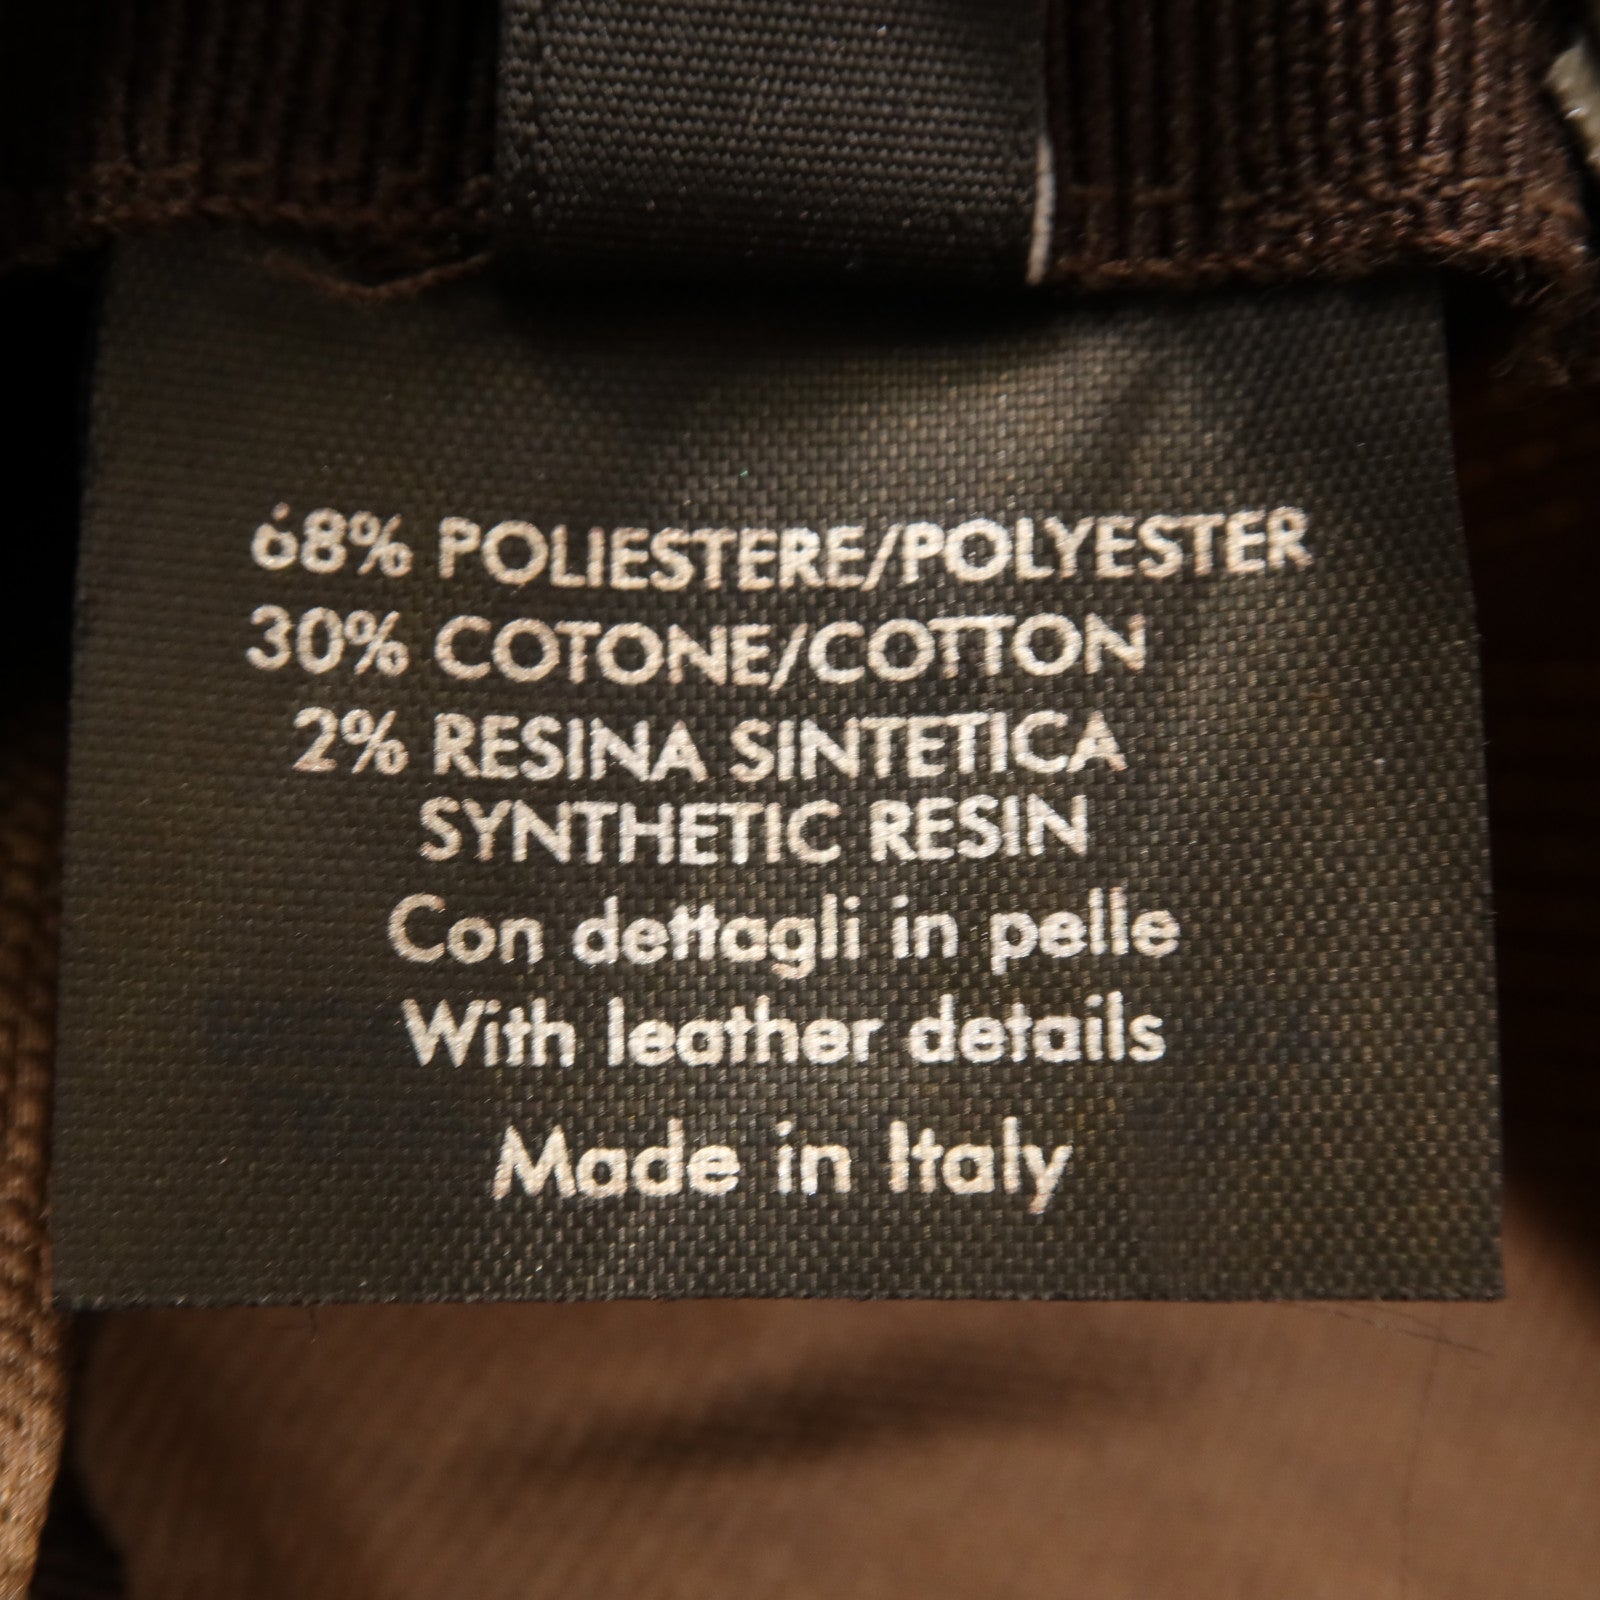 68% POLIESTERE/POLYESTER
30% COTONE/COTTON
2% RESINA SINTETICA
SYNTHETIC RESIN
Con dettagli in pelle
With leather details
Made in Italy